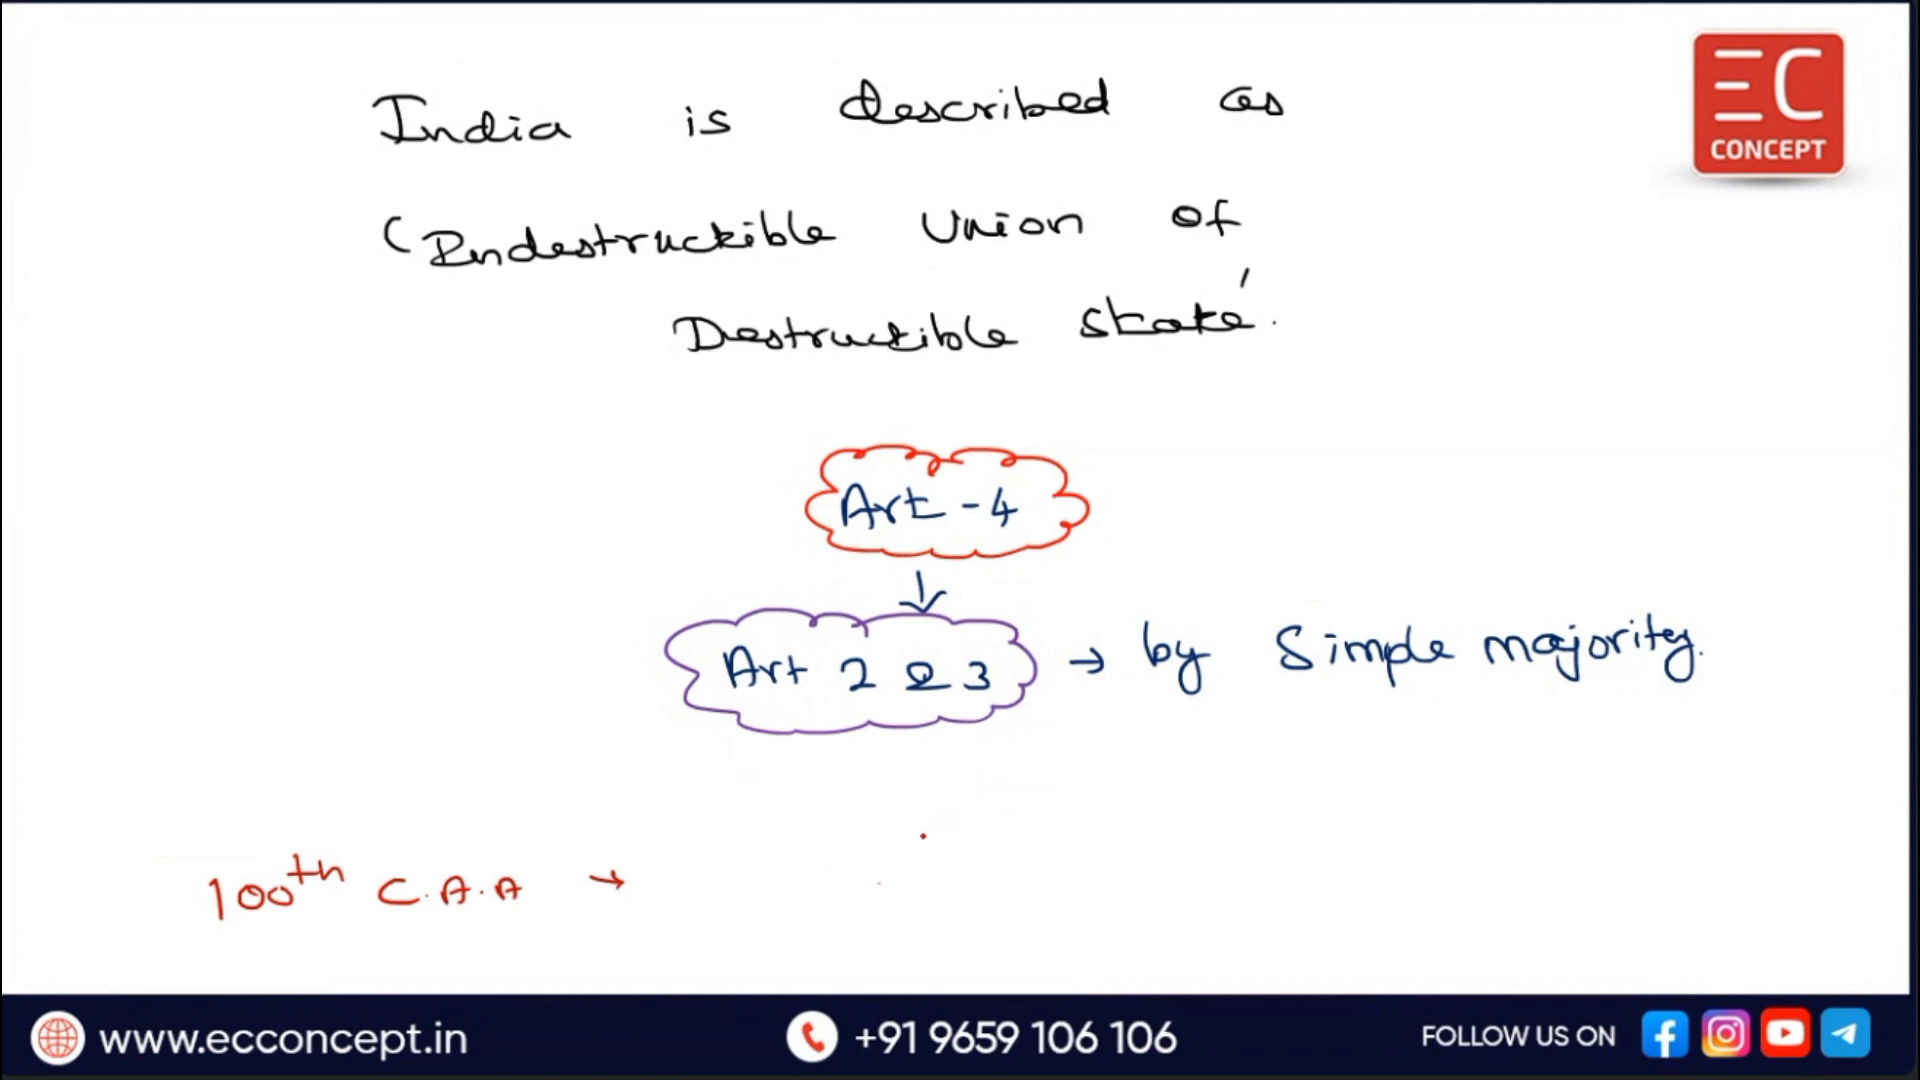 India is described as
EC
CONCEPT
'Indestructible Union of
Destructible state'.
Art - 4
↓
Art 2 & 3 → by Simple majority.
100th C.A.A →
www.ecconcept.in +91 9659 106 106 FOLLOW US ON